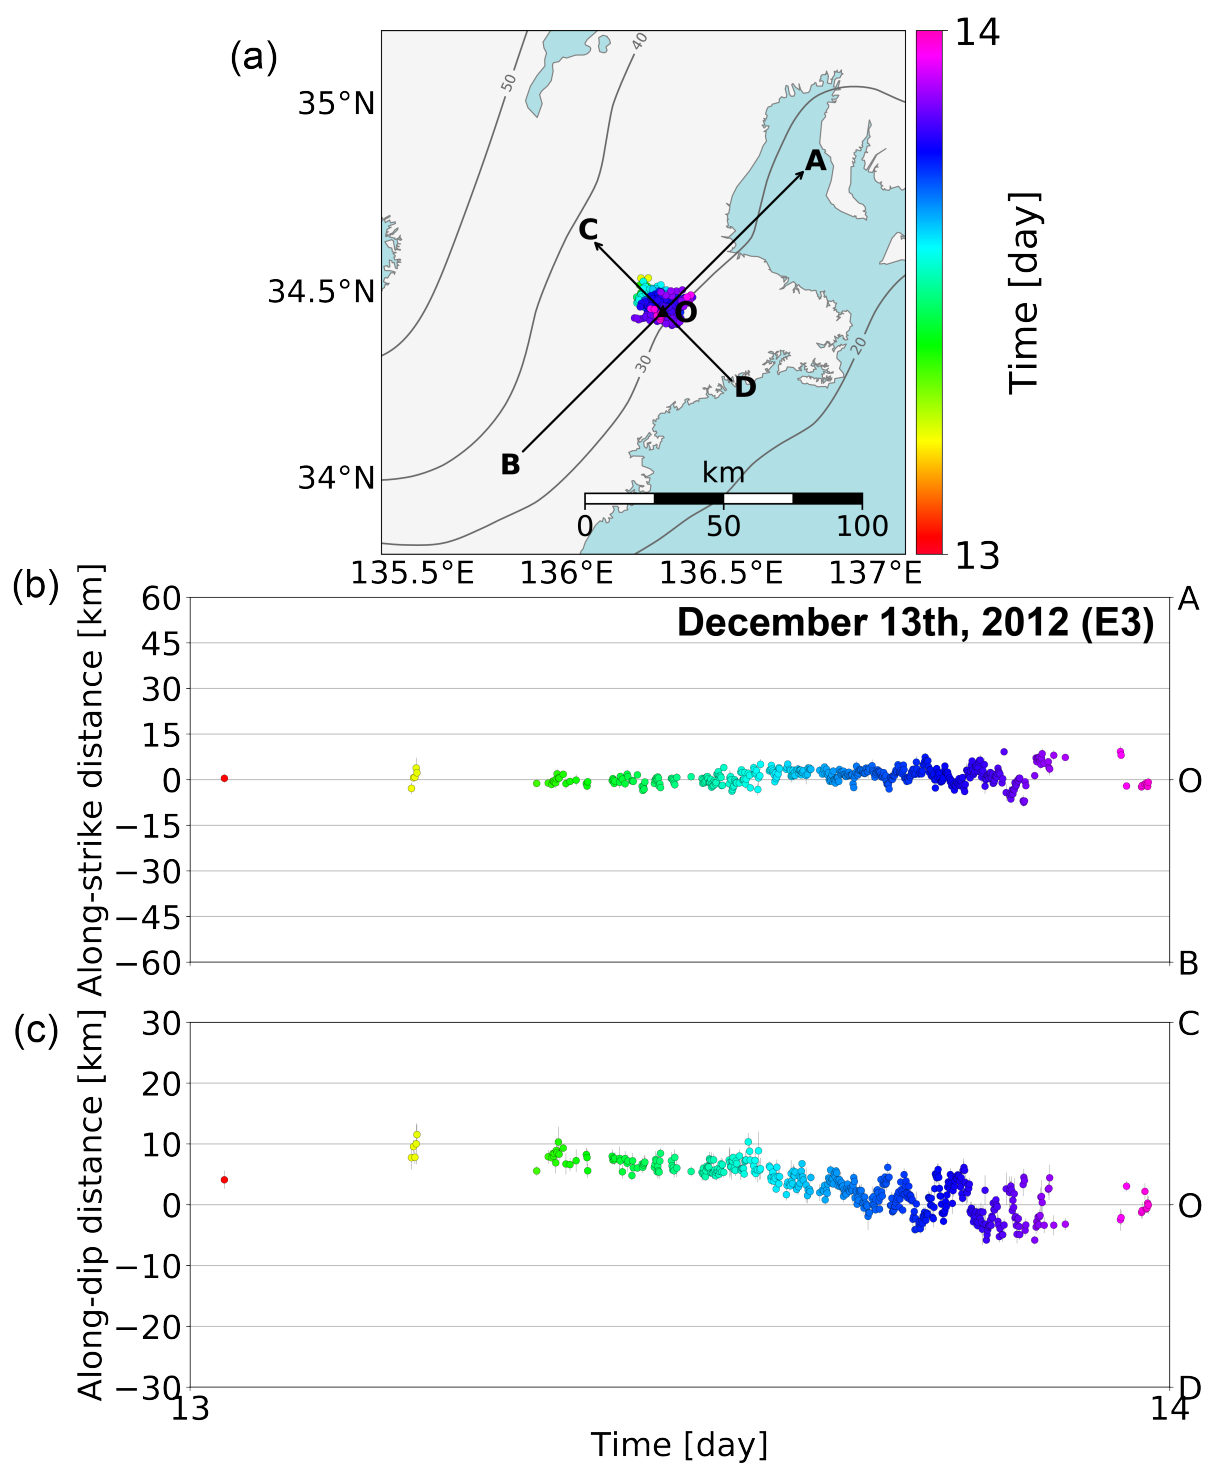 (a)
14
50
40
35°N
A
C
34.5°N
O
Time [day]
20
30
D
B
34°N
km
0
50
100
13
135.5°E
136°E
136.5°E
137°E
(b)
60
A
December 13th, 2012 (E3)
45
30
15
0
O
−15
−30
−45
−60
B
Along-strike distance [km]
(c)
30
C
20
10
0
O
−10
−20
−30
D
Along-dip distance [km]
13
14
Time [day]